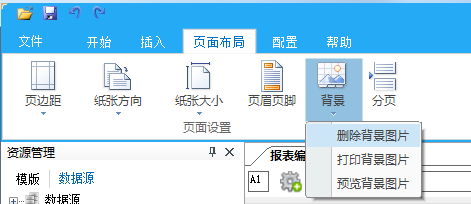 文件 开始 插入 页面布局 配置 帮助
页边距 纸张方向 纸张大小 页眉页脚 背景 分页
页面设置
删除背景图片
打印背景图片
预览背景图片
资源管理
模版 数据源
数据源
报表编
A1